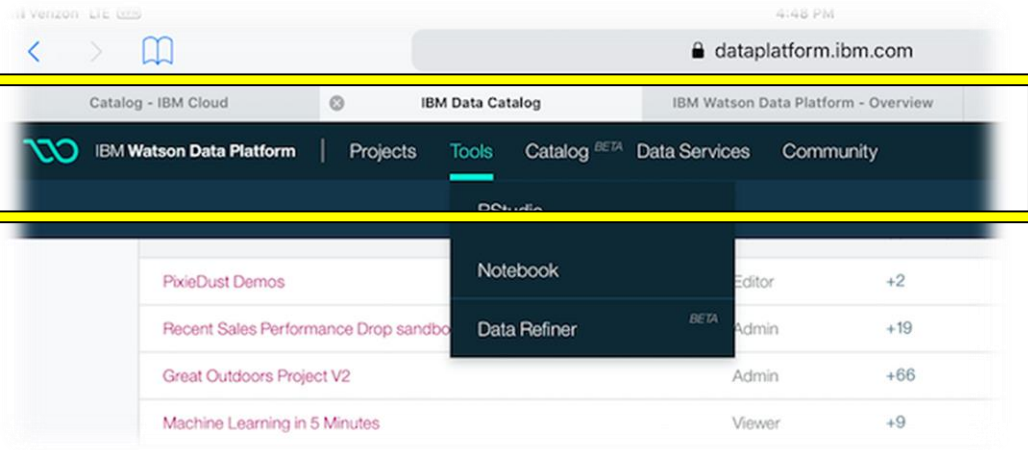 Verizon LTE 4:48 PM
dataplatform.ibm.com
Catalog - IBM Cloud IBM Data Catalog IBM Watson Data Platform - Overview
IBM Watson Data Platform | Projects Tools Catalog BETA Data Services Community
RStudio
Notebook
PixieDust Demos Editor +2
Recent Sales Performance Drop sandbo Data Refiner BETA Admin +19
Great Outdoors Project V2 Admin +66
Machine Learning in 5 Minutes Viewer +9